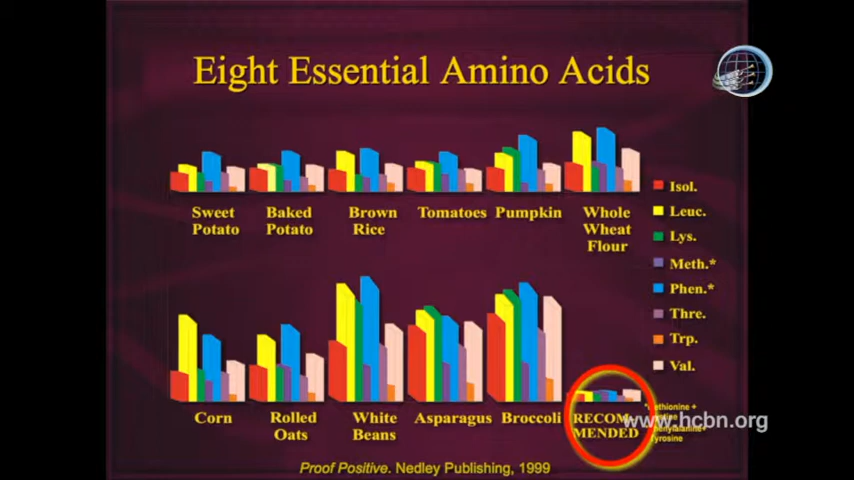 Eight Essential Amino Acids
Sweet
Potato
Baked
Potato
Brown
Rice
Tomatoes
Pumpkin
Whole
Wheat
Flour
Isol.
Leuc.
Lys.
Meth.*
Phen.*
Thre.
Trp.
Val.
Corn
Rolled
Oats
White
Beans
Asparagus
Broccoli
RECOM-
MENDED
www.hcbn.org
Tyrosine
Proof Positive. Nedley Publishing, 1999